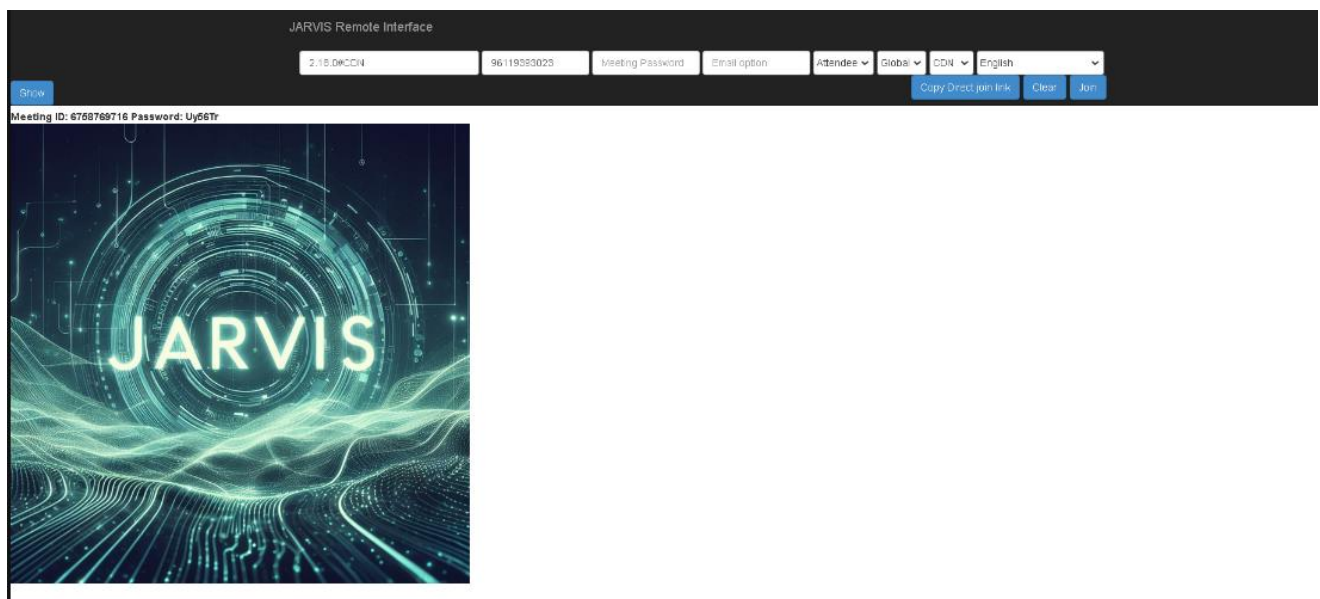 JARVIS Remote Interface
2.18.0#CDN 96119393023 Meeting Password Email option Attendee Global CDN English
Show Copy Direct join link Clear Join
Meeting ID: 6758769716 Password: Uy56Tr
JARVIS